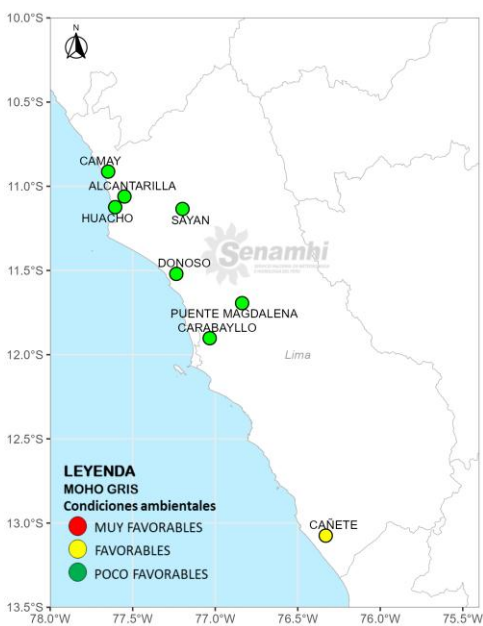 10.0°S
N
10.5°S
CAMAY
11.0°S
ALCANTARILLA
HUACHO
SAYAN
Senamhi
DONOSO
11.5°S
PUENTE MAGDALENA
CARABAYLLO
12.0°S
Lima
12.5°S
LEYENDA
MOHO GRIS
Condiciones ambientales
MUY FAVORABLES
FAVORABLES
POCO FAVORABLES
CAÑETE
13.0°S
13.5°S
78.0°W
77.5°W
77.0°W
76.5°W
76.0°W
75.5°W